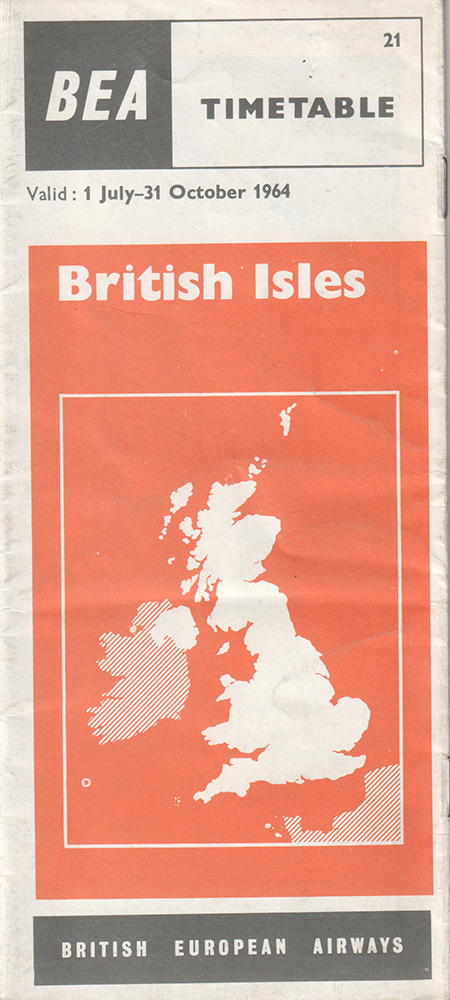 21
BEA
TIMETABLE
Valid : 1 July–31 October 1964
British Isles
BRITISH EUROPEAN AIRWAYS